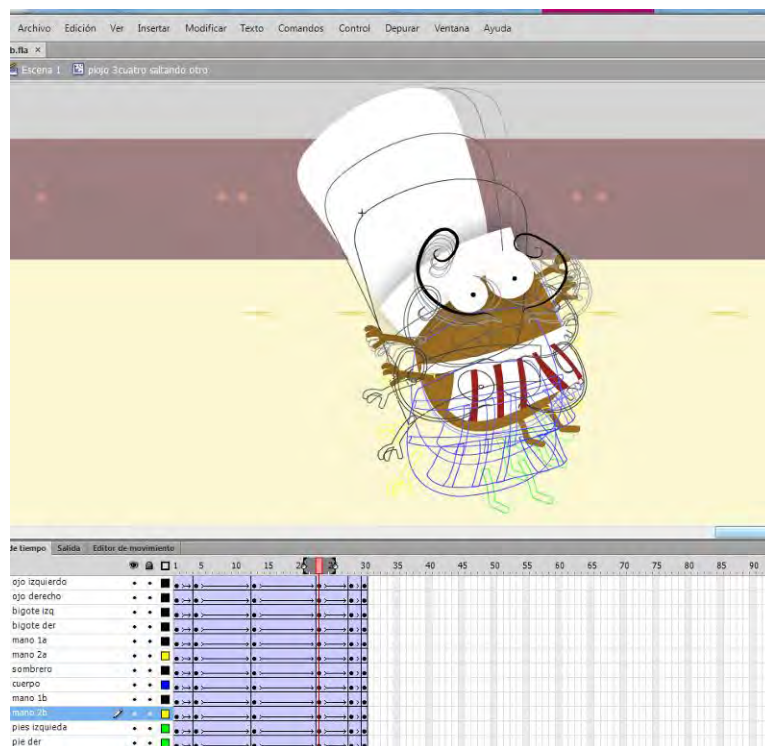 Archivo Edición Ver Insertar Modificar Texto Comandos Control Depurar Ventana Ayuda
b.fla ×
Escena 1 piojo 3cuatro saltando otro
de tiempo Salida Editor de movimiento
1 5 10 15 20 25 30 35 40 45 50 55 60 65 70 75 80 85 90
ojo izquierdo
ojo derecho
bigote izq
bigote der
mano 1a
mano 2a
sombrero
cuerpo
mano 1b
mano 2b
pies izquieda
pie der